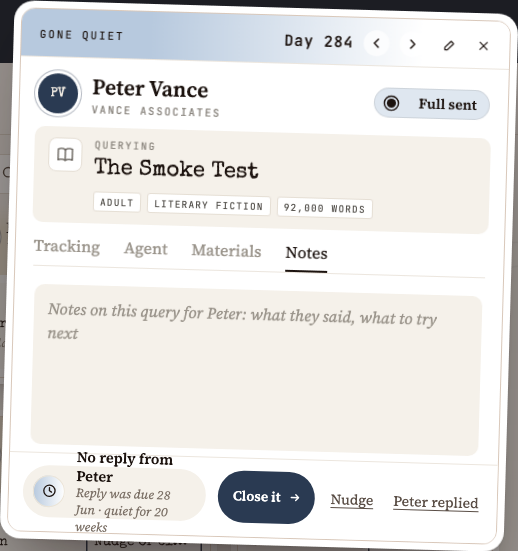 GONE QUIET
Day 284
PV
Peter Vance
VANCE ASSOCIATES
Full sent
QUERYING
The Smoke Test
ADULT
LITERARY FICTION
92,000 WORDS
Tracking
Agent
Materials
Notes
Notes on this query for Peter: what they said, what to try
next
No reply from
Peter
Reply was due 28
Jun · quiet for 20
weeks
Close it →
Nudge
Peter replied